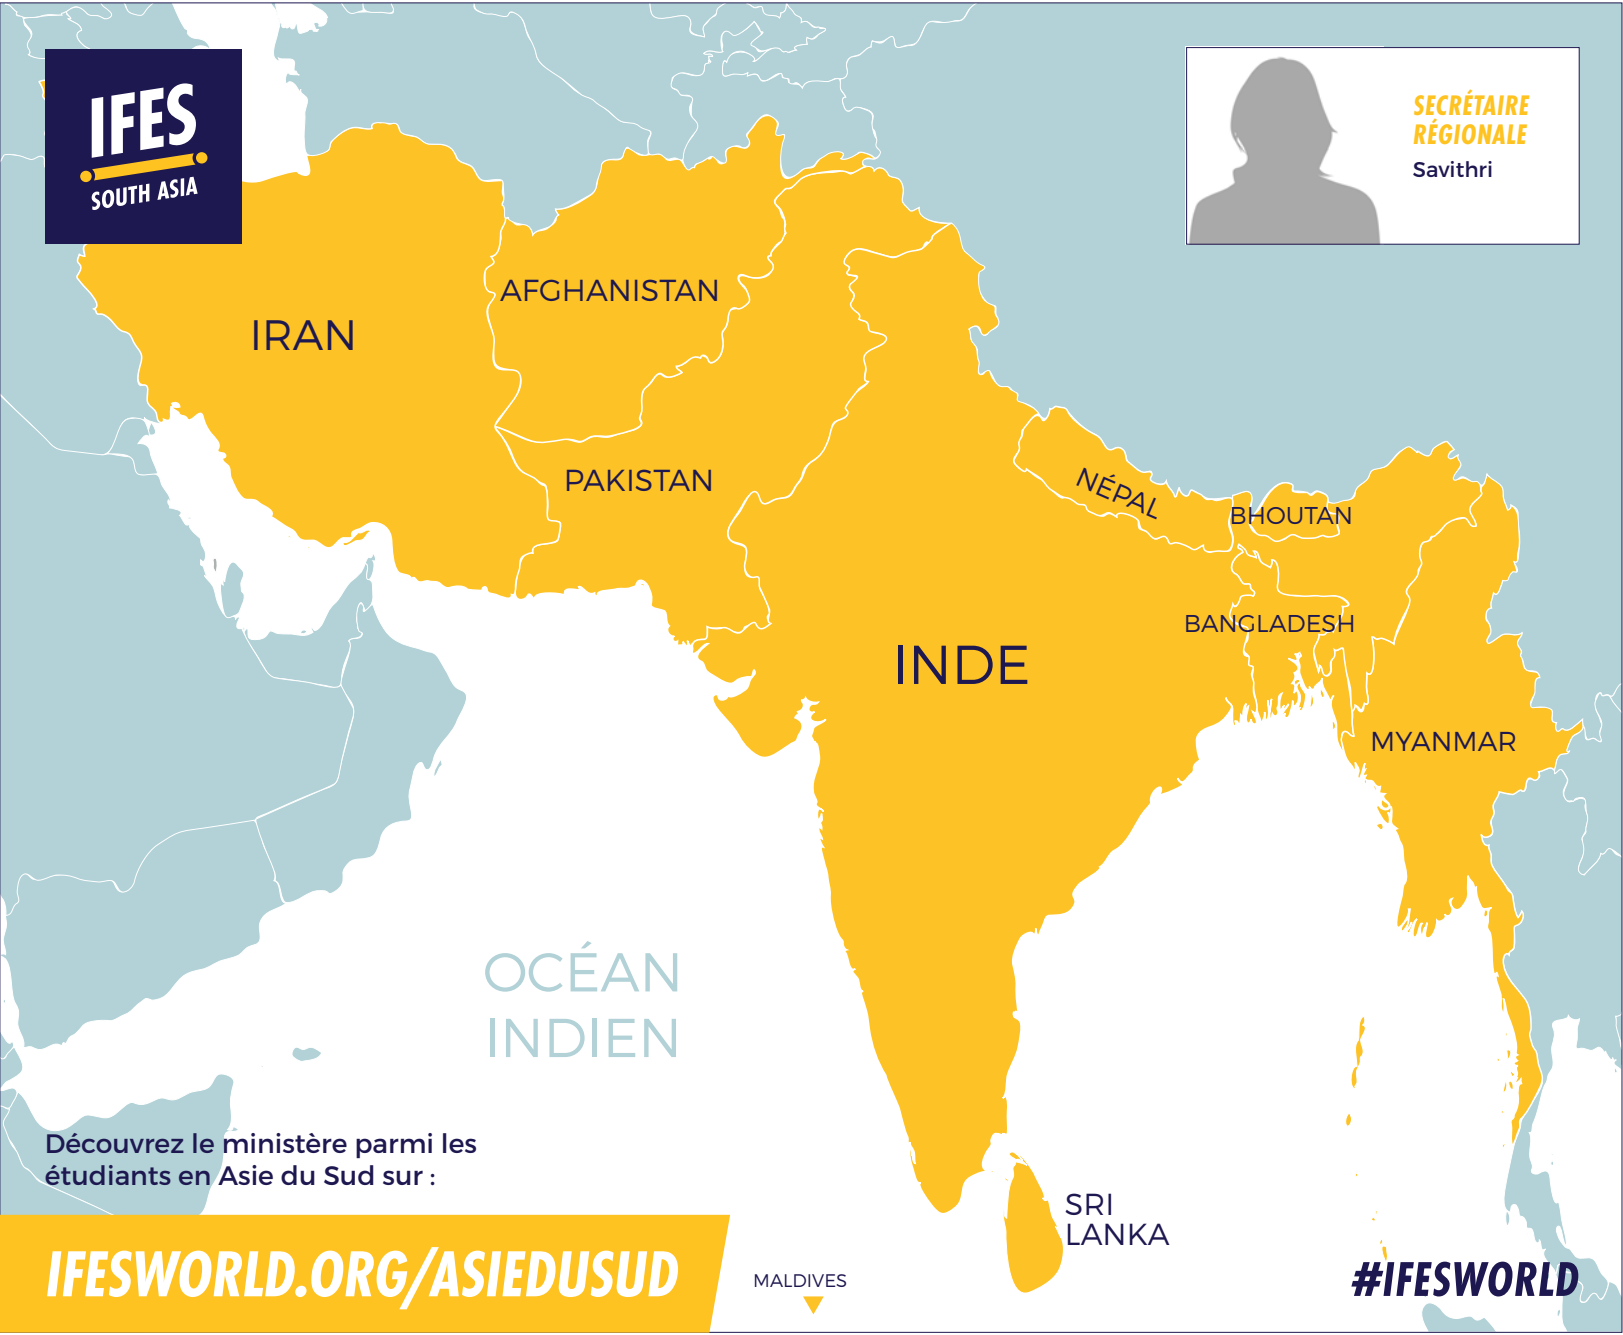 IFES
SOUTH ASIA
SECRÉTAIRE
RÉGIONALE
Savithri
AFGHANISTAN
IRAN
PAKISTAN
NÉPAL
BHOUTAN
BANGLADESH
INDE
MYANMAR
OCÉAN
INDIEN
Découvrez le ministère parmi les
étudiants en Asie du Sud sur :
SRI
LANKA
IFESWORLD.ORG/ASIEDUSUD
MALDIVES
#IFESWORLD